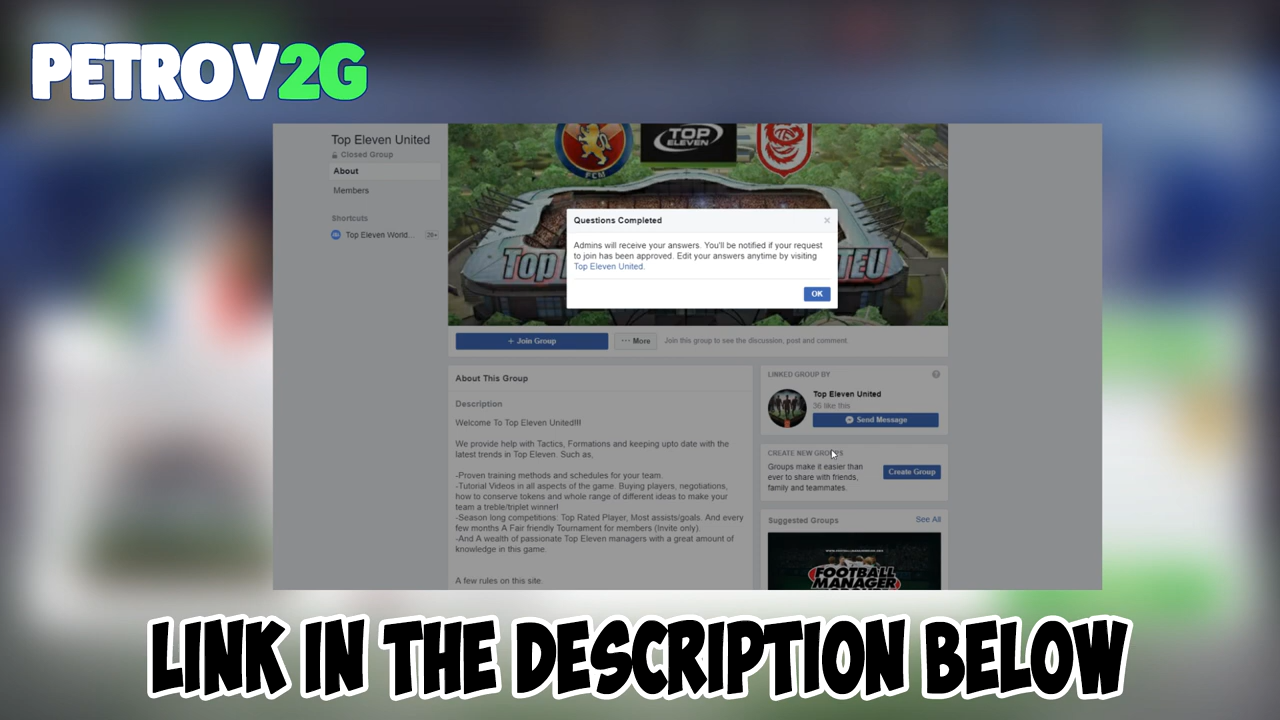 PETROV2G
Top Eleven United
Closed Group
About
Members
Shortcuts
Top Eleven World... 20+
FCM
TOP
ELEVEN
Top
TEU
Questions Completed
Admins will receive your answers. You'll be notified if your request
to join has been approved. Edit your answers anytime by visiting
Top Eleven United.
OK
+ Join Group
··· More
Join this group to see the discussion, post and comment.
About This Group
Description
Welcome To Top Eleven United!!!
We provide help with Tactics, Formations and keeping upto date with the
latest trends in Top Eleven. Such as.
-Proven training methods and schedules for your team.
-Tutorial Videos in all aspects of the game. Buying players, negotiations,
how to conserve tokens and whole range of different ideas to make your
team a treble/triplet winner!
-Season long competitions. Top Rated Player, Most assists/goals. And every
few months A Fair friendly Tournament for members (Invite only).
-And A wealth of passionate Top Eleven managers with a great amount of
knowledge in this game.
A few rules on this site.
LINKED GROUP BY
Top Eleven United
36 like this
Send Message
CREATE NEW GROUPS
Groups make it easier than
ever to share with friends,
family and teammates.
Create Group
Suggested Groups
See All
FOOTBALL
MANAGER
LINK IN THE DESCRIPTION BELOW